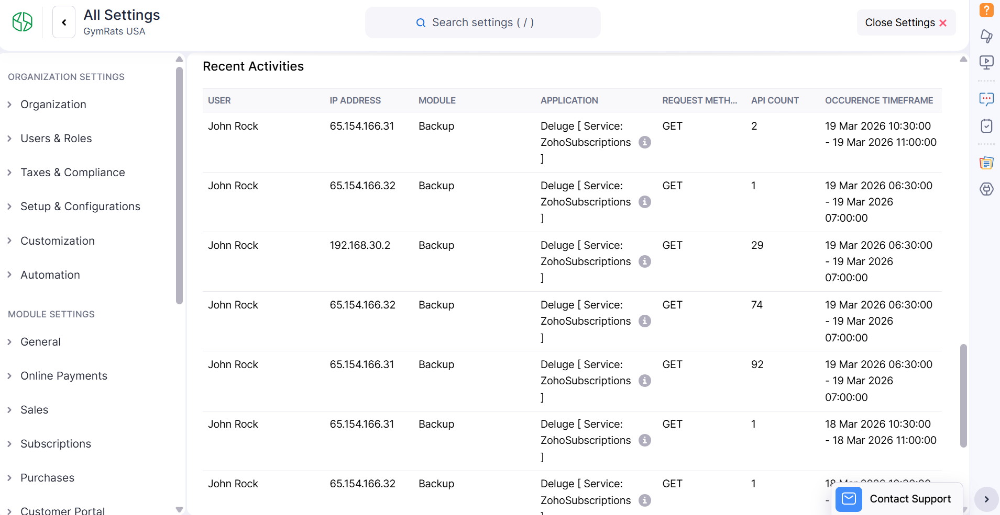 All Settings
GymRats USA
Search settings ( / )
Close Settings
?
ORGANIZATION SETTINGS
Organization
Users & Roles
Taxes & Compliance
Setup & Configurations
Customization
Automation
MODULE SETTINGS
General
Online Payments
Sales
Subscriptions
Purchases
Customer Portal
Recent Activities
USER IP ADDRESS MODULE APPLICATION REQUEST METH... API COUNT OCCURENCE TIMEFRAME
John Rock 65.154.166.31 Backup Deluge [ Service: GET 2 19 Mar 2026 10:30:00
ZohoSubscriptions - 19 Mar 2026 11:00:00
]
John Rock 65.154.166.32 Backup Deluge [ Service: GET 1 19 Mar 2026 06:30:00
ZohoSubscriptions - 19 Mar 2026
] 07:00:00
John Rock 192.168.30.2 Backup Deluge [ Service: GET 29 19 Mar 2026 06:30:00
ZohoSubscriptions - 19 Mar 2026
] 07:00:00
John Rock 65.154.166.32 Backup Deluge [ Service: GET 74 19 Mar 2026 06:30:00
ZohoSubscriptions - 19 Mar 2026
] 07:00:00
John Rock 65.154.166.31 Backup Deluge [ Service: GET 92 19 Mar 2026 06:30:00
ZohoSubscriptions - 19 Mar 2026
] 07:00:00
John Rock 65.154.166.31 Backup Deluge [ Service: GET 1 18 Mar 2026 10:30:00
ZohoSubscriptions - 18 Mar 2026 11:00:00
]
John Rock 65.154.166.32 Backup Deluge [ Service: GET 1 18 Mar 2026 10:30:00
ZohoSubscriptions -
]
Contact Support